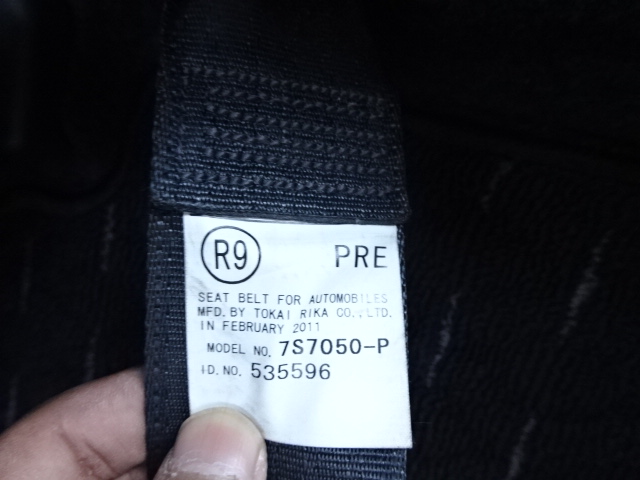 R9 PRE
SEAT BELT FOR AUTOMOBILES
MFD. BY TOKAI RIKA CO., LTD.
IN FEBRUARY 2011
MODEL NO. 7S7050-P
ID. NO. 535596